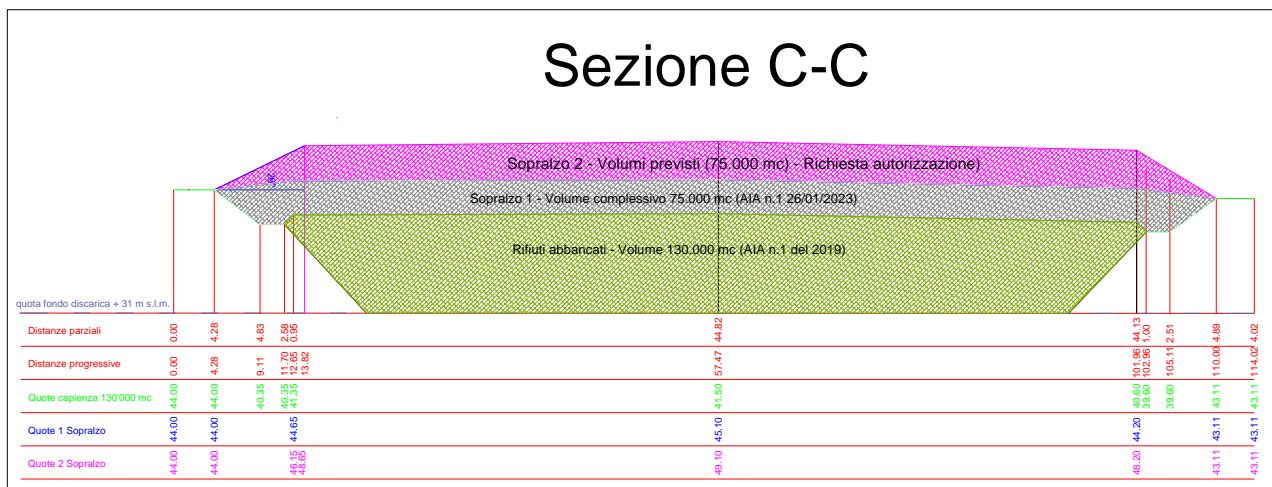 Sezione C-C
Sopralzo 2 - Volumi previsti (75.000 mc) - Richiesta autorizzazione)
26°
Sopralzo 1 - Volume complessivo 75.000 mc (AIA n.1 26/01/2023)
Rifiuti abbancati - Volume 130.000 mc (AIA n.1 del 2019)
quota fondo discarica + 31 m s.l.m.
Distanze parziali 0.00 4.28 4.83 2.58 0.95 44.82 44.13 1.00 2.51 4.89 4.02
Distanze progressive 0.00 4.28 9.11 11.70 12.65 13.82 57.47 101.96 102.96 105.11 110.00 114.02
Quote capienza 130'000 mc 44.00 44.00 40.35 40.35 41.35 41.50 40.60 39.60 39.60 43.11 43.11
Quote 1 Sopralzo 44.00 44.00 44.65 45.10 44.20 43.11 43.11
Quote 2 Sopralzo 44.00 44.00 46.15 48.65 49.10 48.20 43.11 43.11